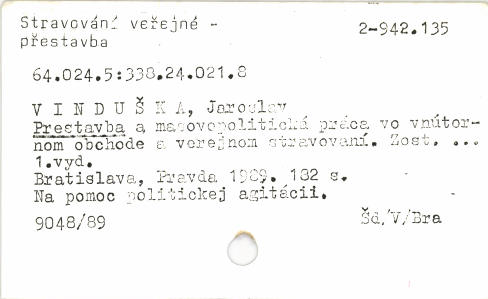 Stravování veřejné -
přestavba
2-942.135
64.024.5:338.24.021.8
V I N D U Š K A, Jaroslav
Prestavba a masovopolitická práca vo vnútor-
nom obchode a verejnom stravovaní. Zost. ...
1.vyd.
Bratislava, Pravda 1989. 132 s.
Na pomoc politickej agitácii.
9048/89
Šd/V/Bra